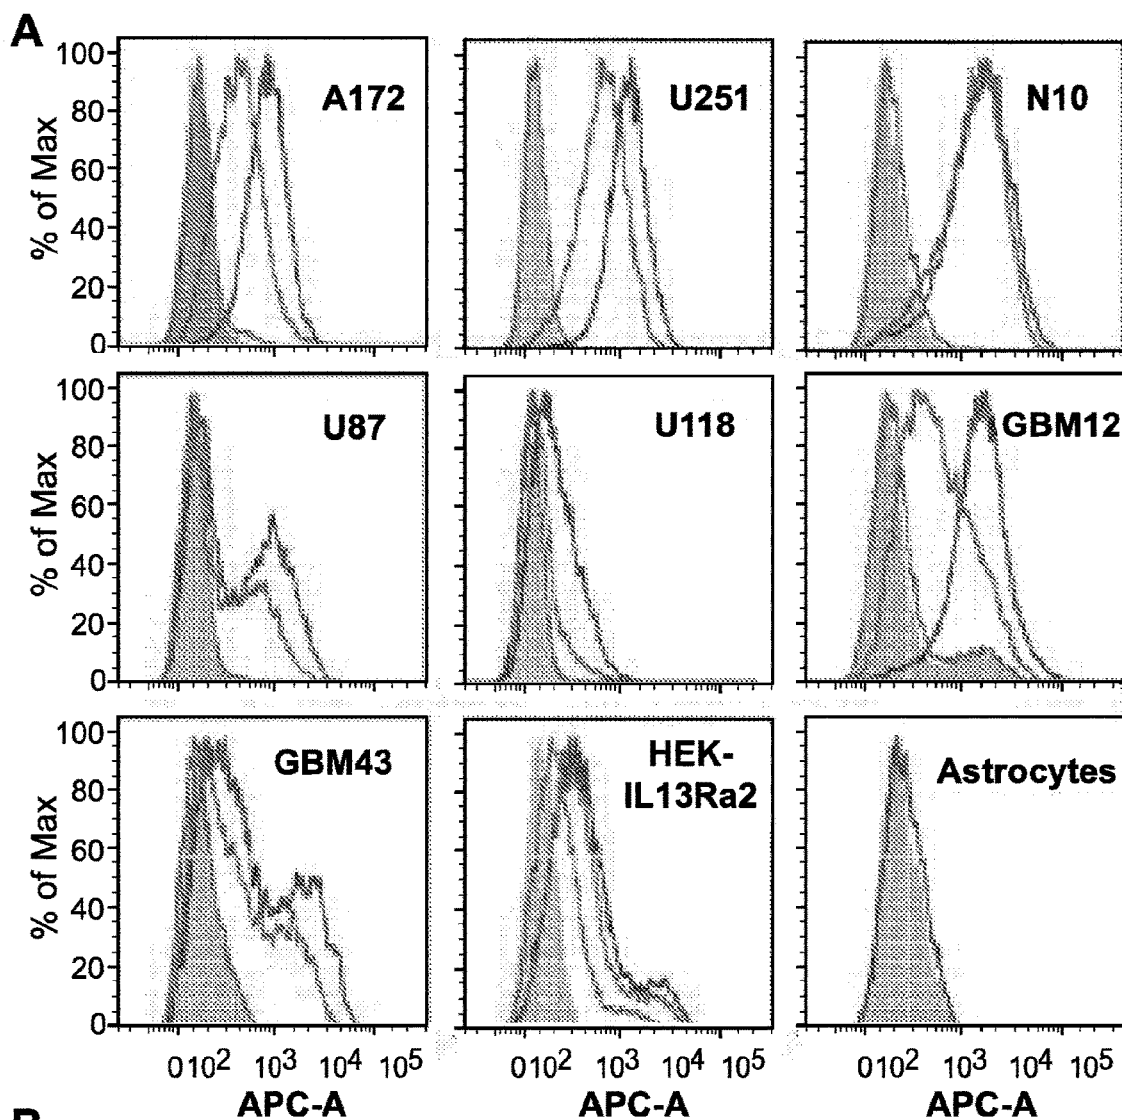 A
100 80 60 40 20 0
% of Max
A172
U251
N10
100 80 60 40 20 0
% of Max
U87
U118
GBM12
100 80 60 40 20 0
% of Max
GBM43
HEK-
IL13Ra2
Astrocytes
0 10² 10³ 10⁴ 10⁵
0 10² 10³ 10⁴ 10⁵
0 10² 10³ 10⁴ 10⁵
APC-A
APC-A
APC-A